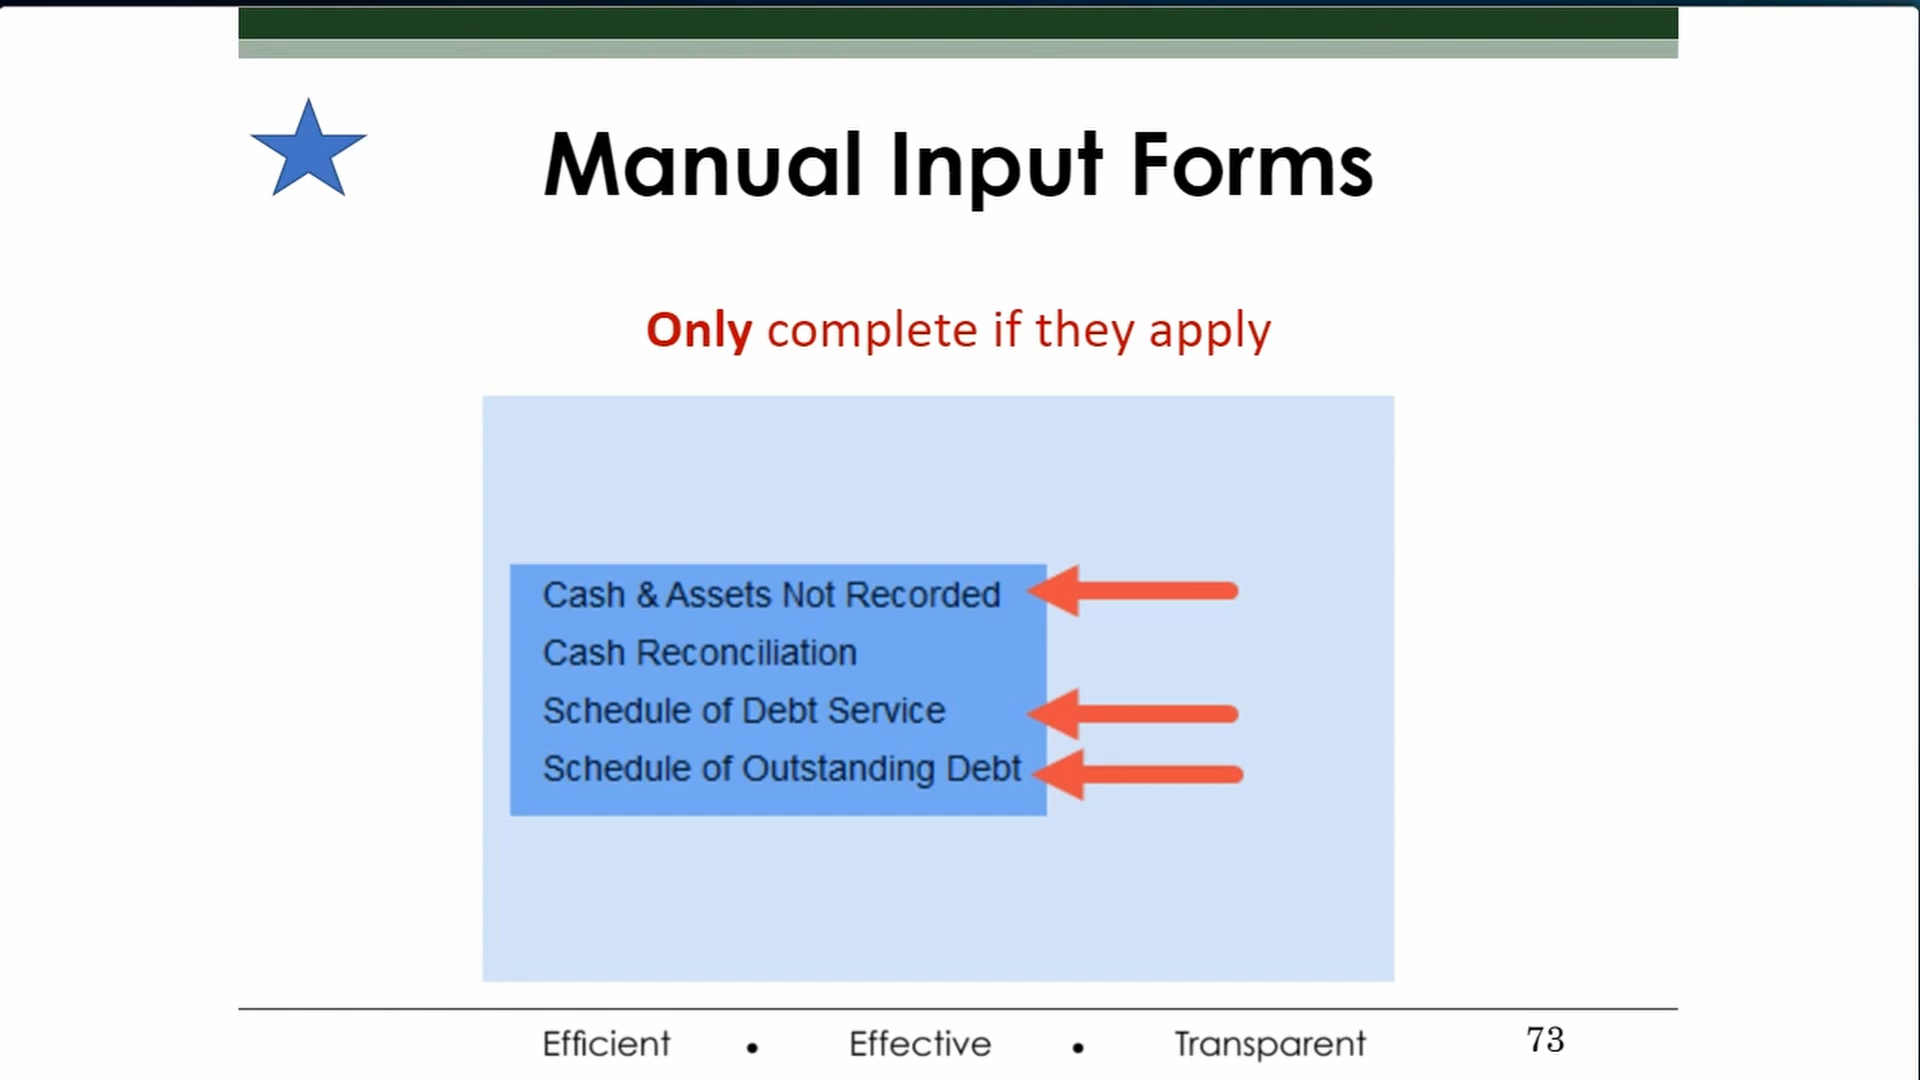 Manual Input Forms
Only complete if they apply
Cash & Assets Not Recorded
Cash Reconciliation
Schedule of Debt Service
Schedule of Outstanding Debt
Efficient • Effective • Transparent 73